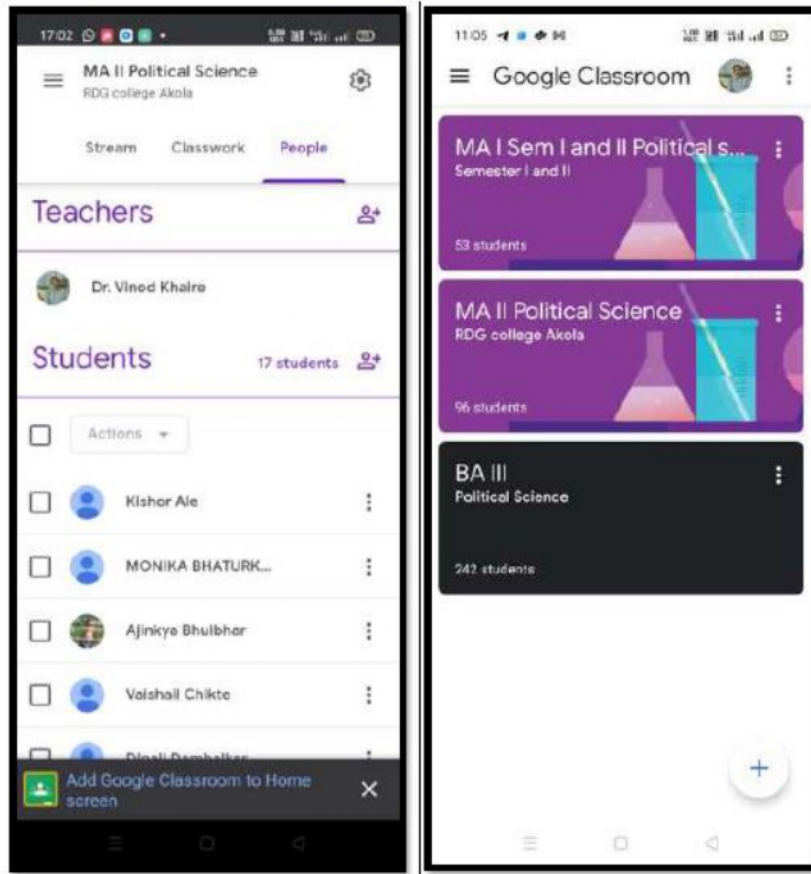 17:02
MA II Political Science
RDG college Akola
Stream Classwork People
Teachers
Dr. Vinod Khaire
Students 17 students
Actions
Kishor Ale
MONIKA BHATURK...
Ajinkya Bhulbhar
Vaishali Chikte
Dipali Dambalkar
Add Google Classroom to Home
screen
11:05
Google Classroom
MA I Sem I and II Political s...
Semester I and II
53 students
MA II Political Science
RDG college Akola
96 students
BA III
Political Science
242 students